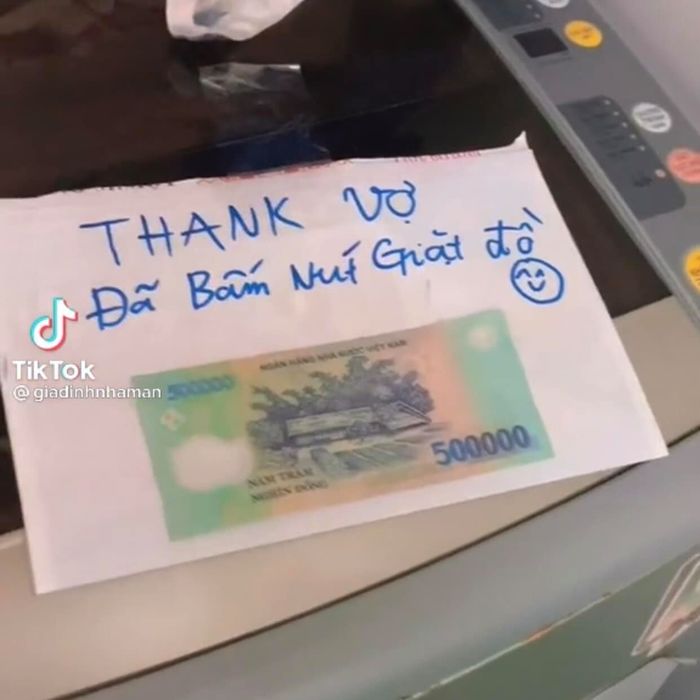 THANK VỢ
Đã Bấm Nút Giặt đồ
TikTok
@giadinhnhaman
NGÂN HÀNG NHÀ NƯỚC VIỆT NAM
500000
500000
NĂM TRĂM
NGHÌN ĐỒNG